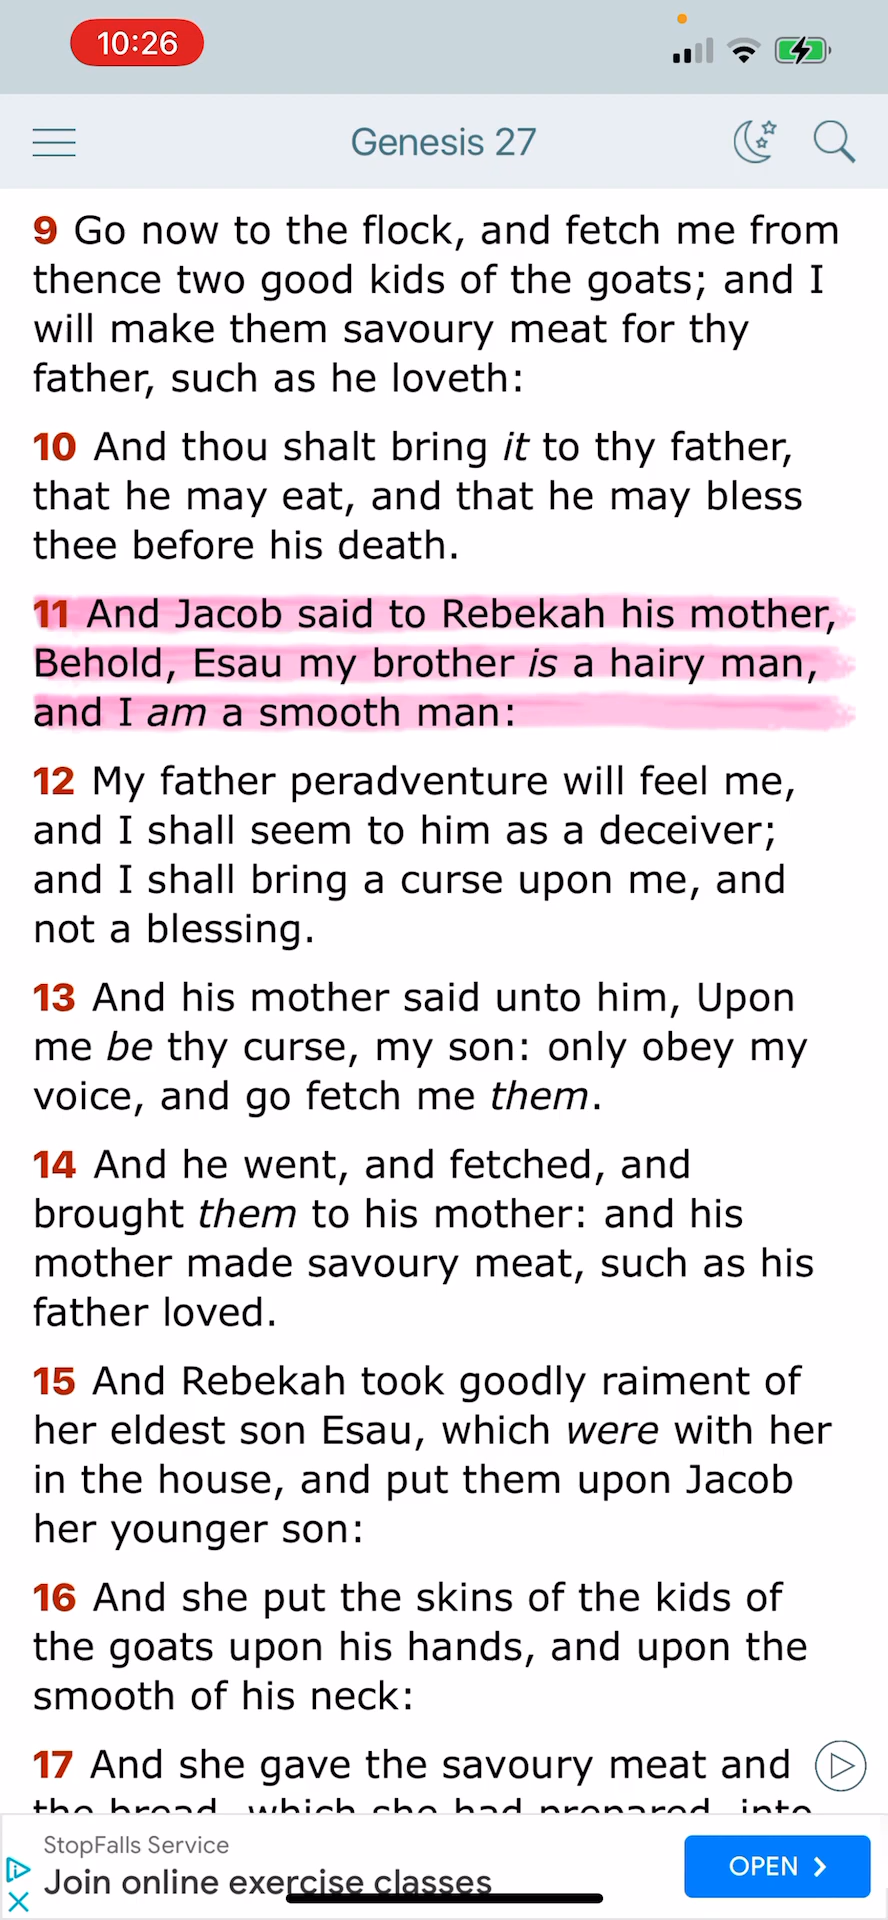 10:26
Genesis 27
9 Go now to the flock, and fetch me from
thence two good kids of the goats; and I
will make them savoury meat for thy
father, such as he loveth:
10 And thou shalt bring it to thy father,
that he may eat, and that he may bless
thee before his death.
11 And Jacob said to Rebekah his mother,
Behold, Esau my brother is a hairy man,
and I am a smooth man:
12 My father peradventure will feel me,
and I shall seem to him as a deceiver;
and I shall bring a curse upon me, and
not a blessing.
13 And his mother said unto him, Upon
me be thy curse, my son: only obey my
voice, and go fetch me them.
14 And he went, and fetched, and
brought them to his mother: and his
mother made savoury meat, such as his
father loved.
15 And Rebekah took goodly raiment of
her eldest son Esau, which were with her
in the house, and put them upon Jacob
her younger son:
16 And she put the skins of the kids of
the goats upon his hands, and upon the
smooth of his neck:
17 And she gave the savoury meat and
the bread, which she had prepared, into
StopFalls Service
Join online exercise classes
OPEN